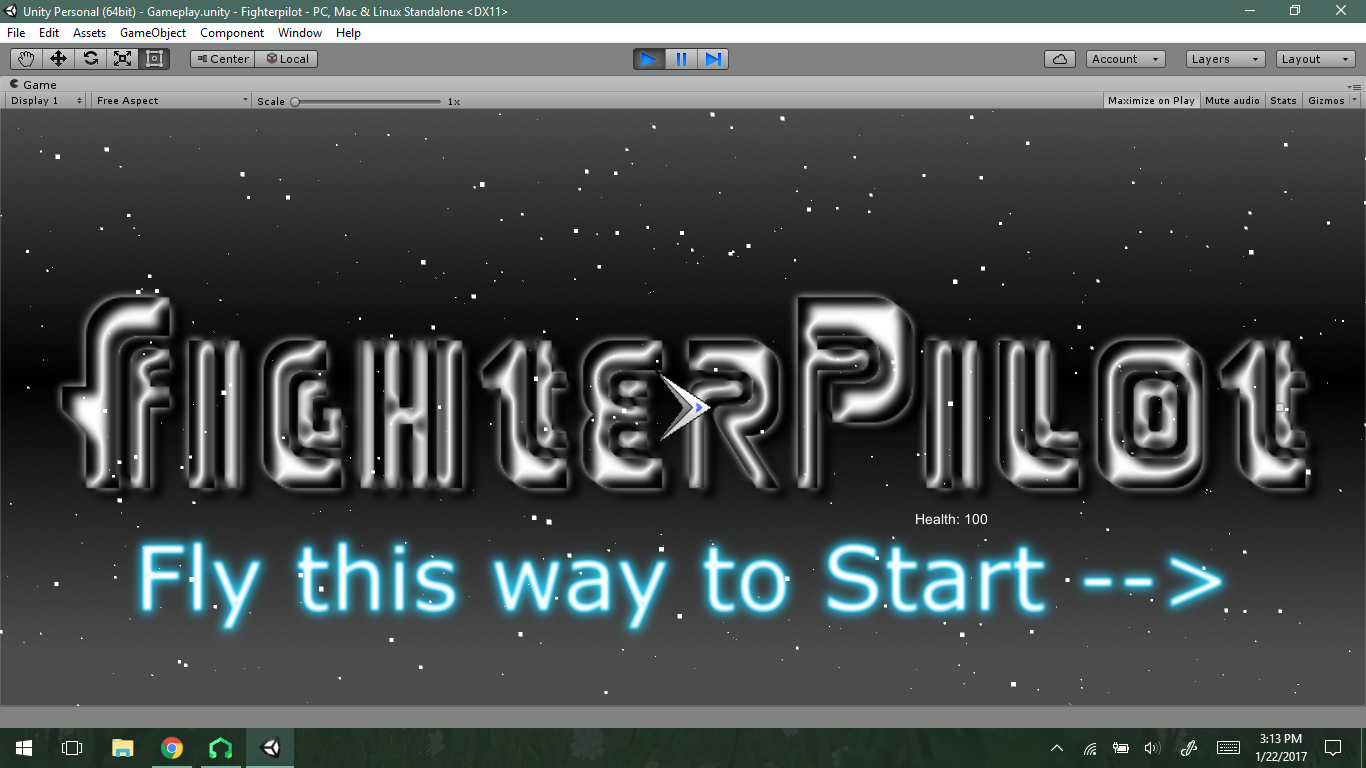 Unity Personal (64bit) - Gameplay.unity - Fighterpilot - PC, Mac & Linux Standalone <DX11>
File Edit Assets GameObject Component Window Help
Center Local Account Layers Layout
Game
Display 1 Free Aspect Scale 1x Maximize on Play Mute audio Stats Gizmos
FighterPilot
Health: 100
Fly this way to Start -->
3:13 PM
1/22/2017